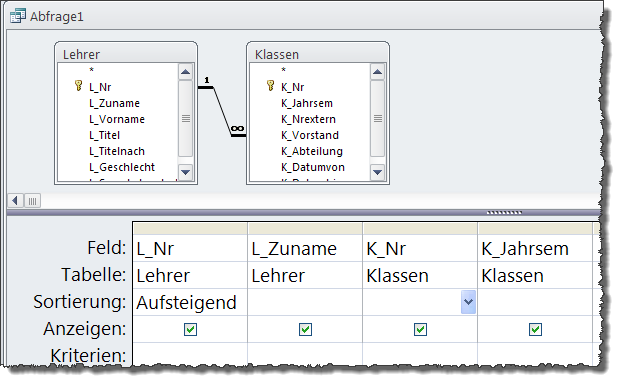 Abfrage1
Lehrer
*
L_Nr
L_Zuname
L_Vorname
L_Titel
L_Titelnach
L_Geschlecht
1
∞
Klassen
*
K_Nr
K_Jahrsem
K_Nrextern
K_Vorstand
K_Abteilung
K_Datumvon
Feld: L_Nr L_Zuname K_Nr K_Jahrsem
Tabelle: Lehrer Lehrer Klassen Klassen
Sortierung: Aufsteigend
Anzeigen:
Kriterien: